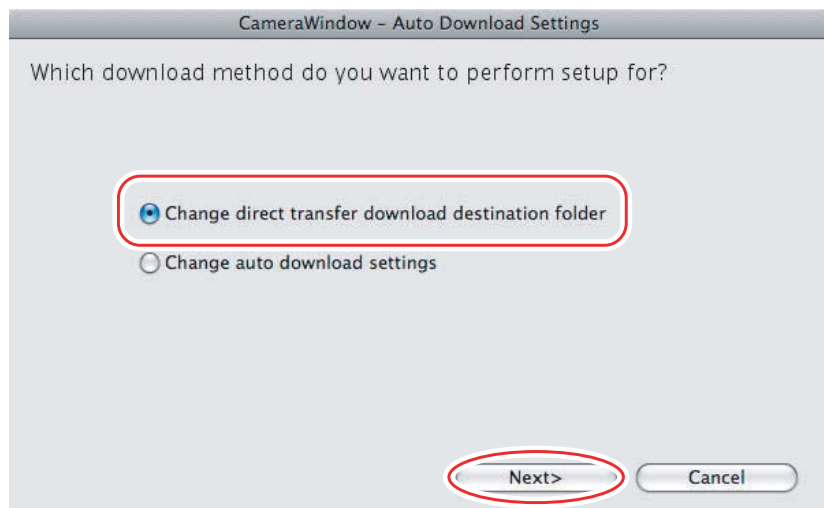 CameraWindow – Auto Download Settings
Which download method do you want to perform setup for?
Change direct transfer download destination folder
Change auto download settings
Next> Cancel